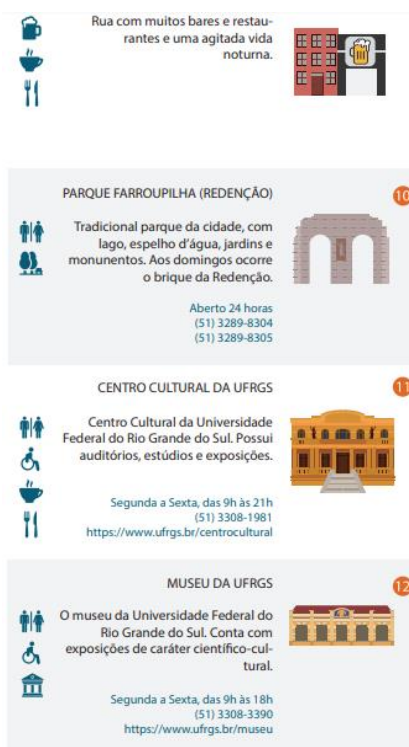 Rua com muitos bares e restau-
rantes e uma agitada vida
noturna.
PARQUE FARROUPILHA (REDENÇÃO)
10
Tradicional parque da cidade, com
lago, espelho d'água, jardins e
monunentos. Aos domingos ocorre
o brique da Redenção.
Aberto 24 horas
(51) 3289-8304
(51) 3289-8305
CENTRO CULTURAL DA UFRGS
11
Centro Cultural da Universidade
Federal do Rio Grande do Sul. Possui
auditórios, estúdios e exposições.
Segunda a Sexta, das 9h às 21h
(51) 3308-1981
https://www.ufrgs.br/centrocultural
MUSEU DA UFRGS
12
O museu da Universidade Federal do
Rio Grande do Sul. Conta com
exposições de caráter científico-cul-
tural.
Segunda a Sexta, das 9h às 18h
(51) 3308-3390
https://www.ufrgs.br/museu